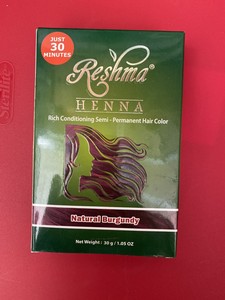 JUST
30
MINUTES
Reshma®
HENNA
Rich Conditioning Semi - Permanent Hair Color
Natural Burgundy
Net Weight : 30 g / 1.05 OZ
Sterilite